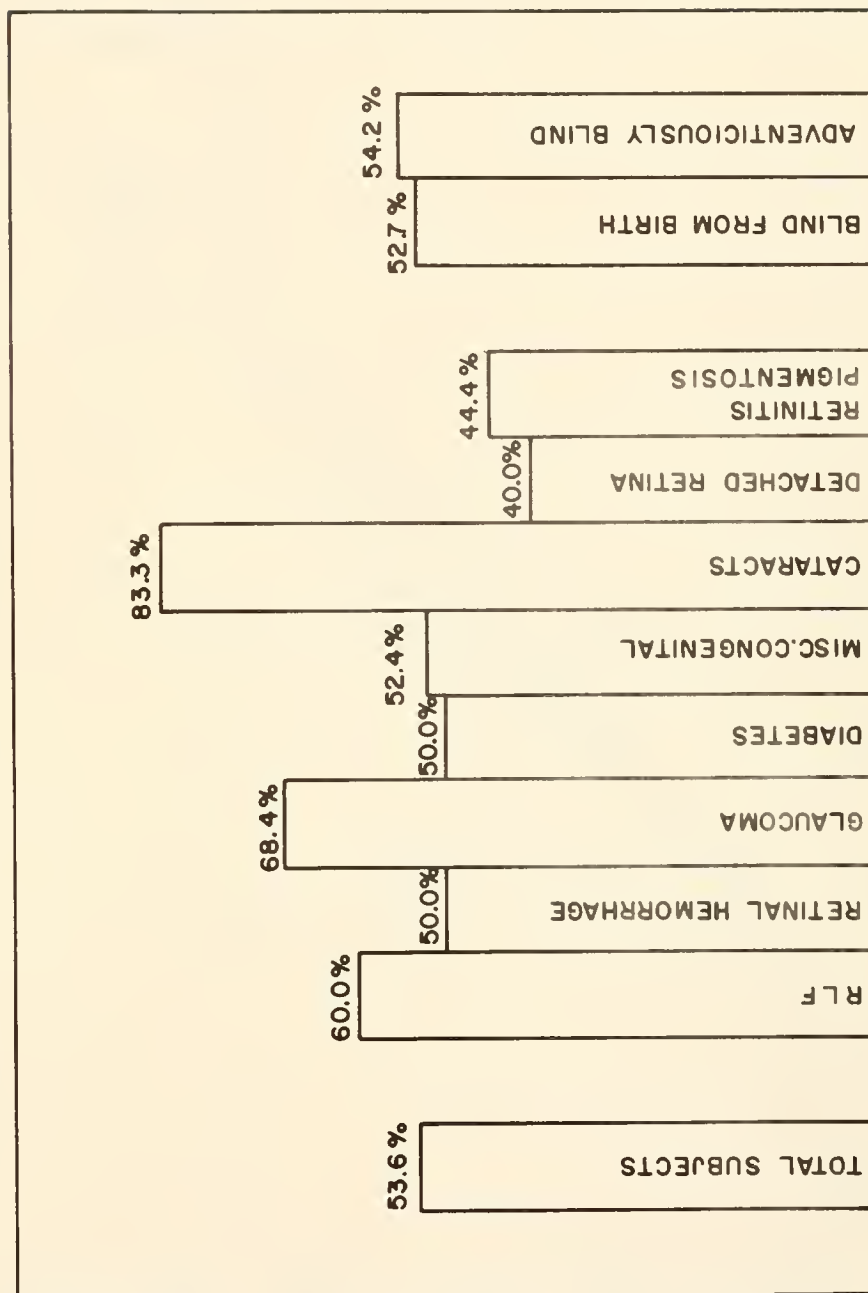 54.2%
ADVENTICIOUSLY BLIND
52.7%
BLIND FROM BIRTH
44.4%
RETINITIS
PIGMENTOSIS
40.0%
DETACHED RETINA
83.3%
CATARACTS
52.4%
MISC.CONGENITAL
50.0%
DIABETES
68.4%
GLAUCOMA
50.0%
RETINAL HEMORRHAGE
60.0%
RLF
53.6%
TOTAL SUBJECTS